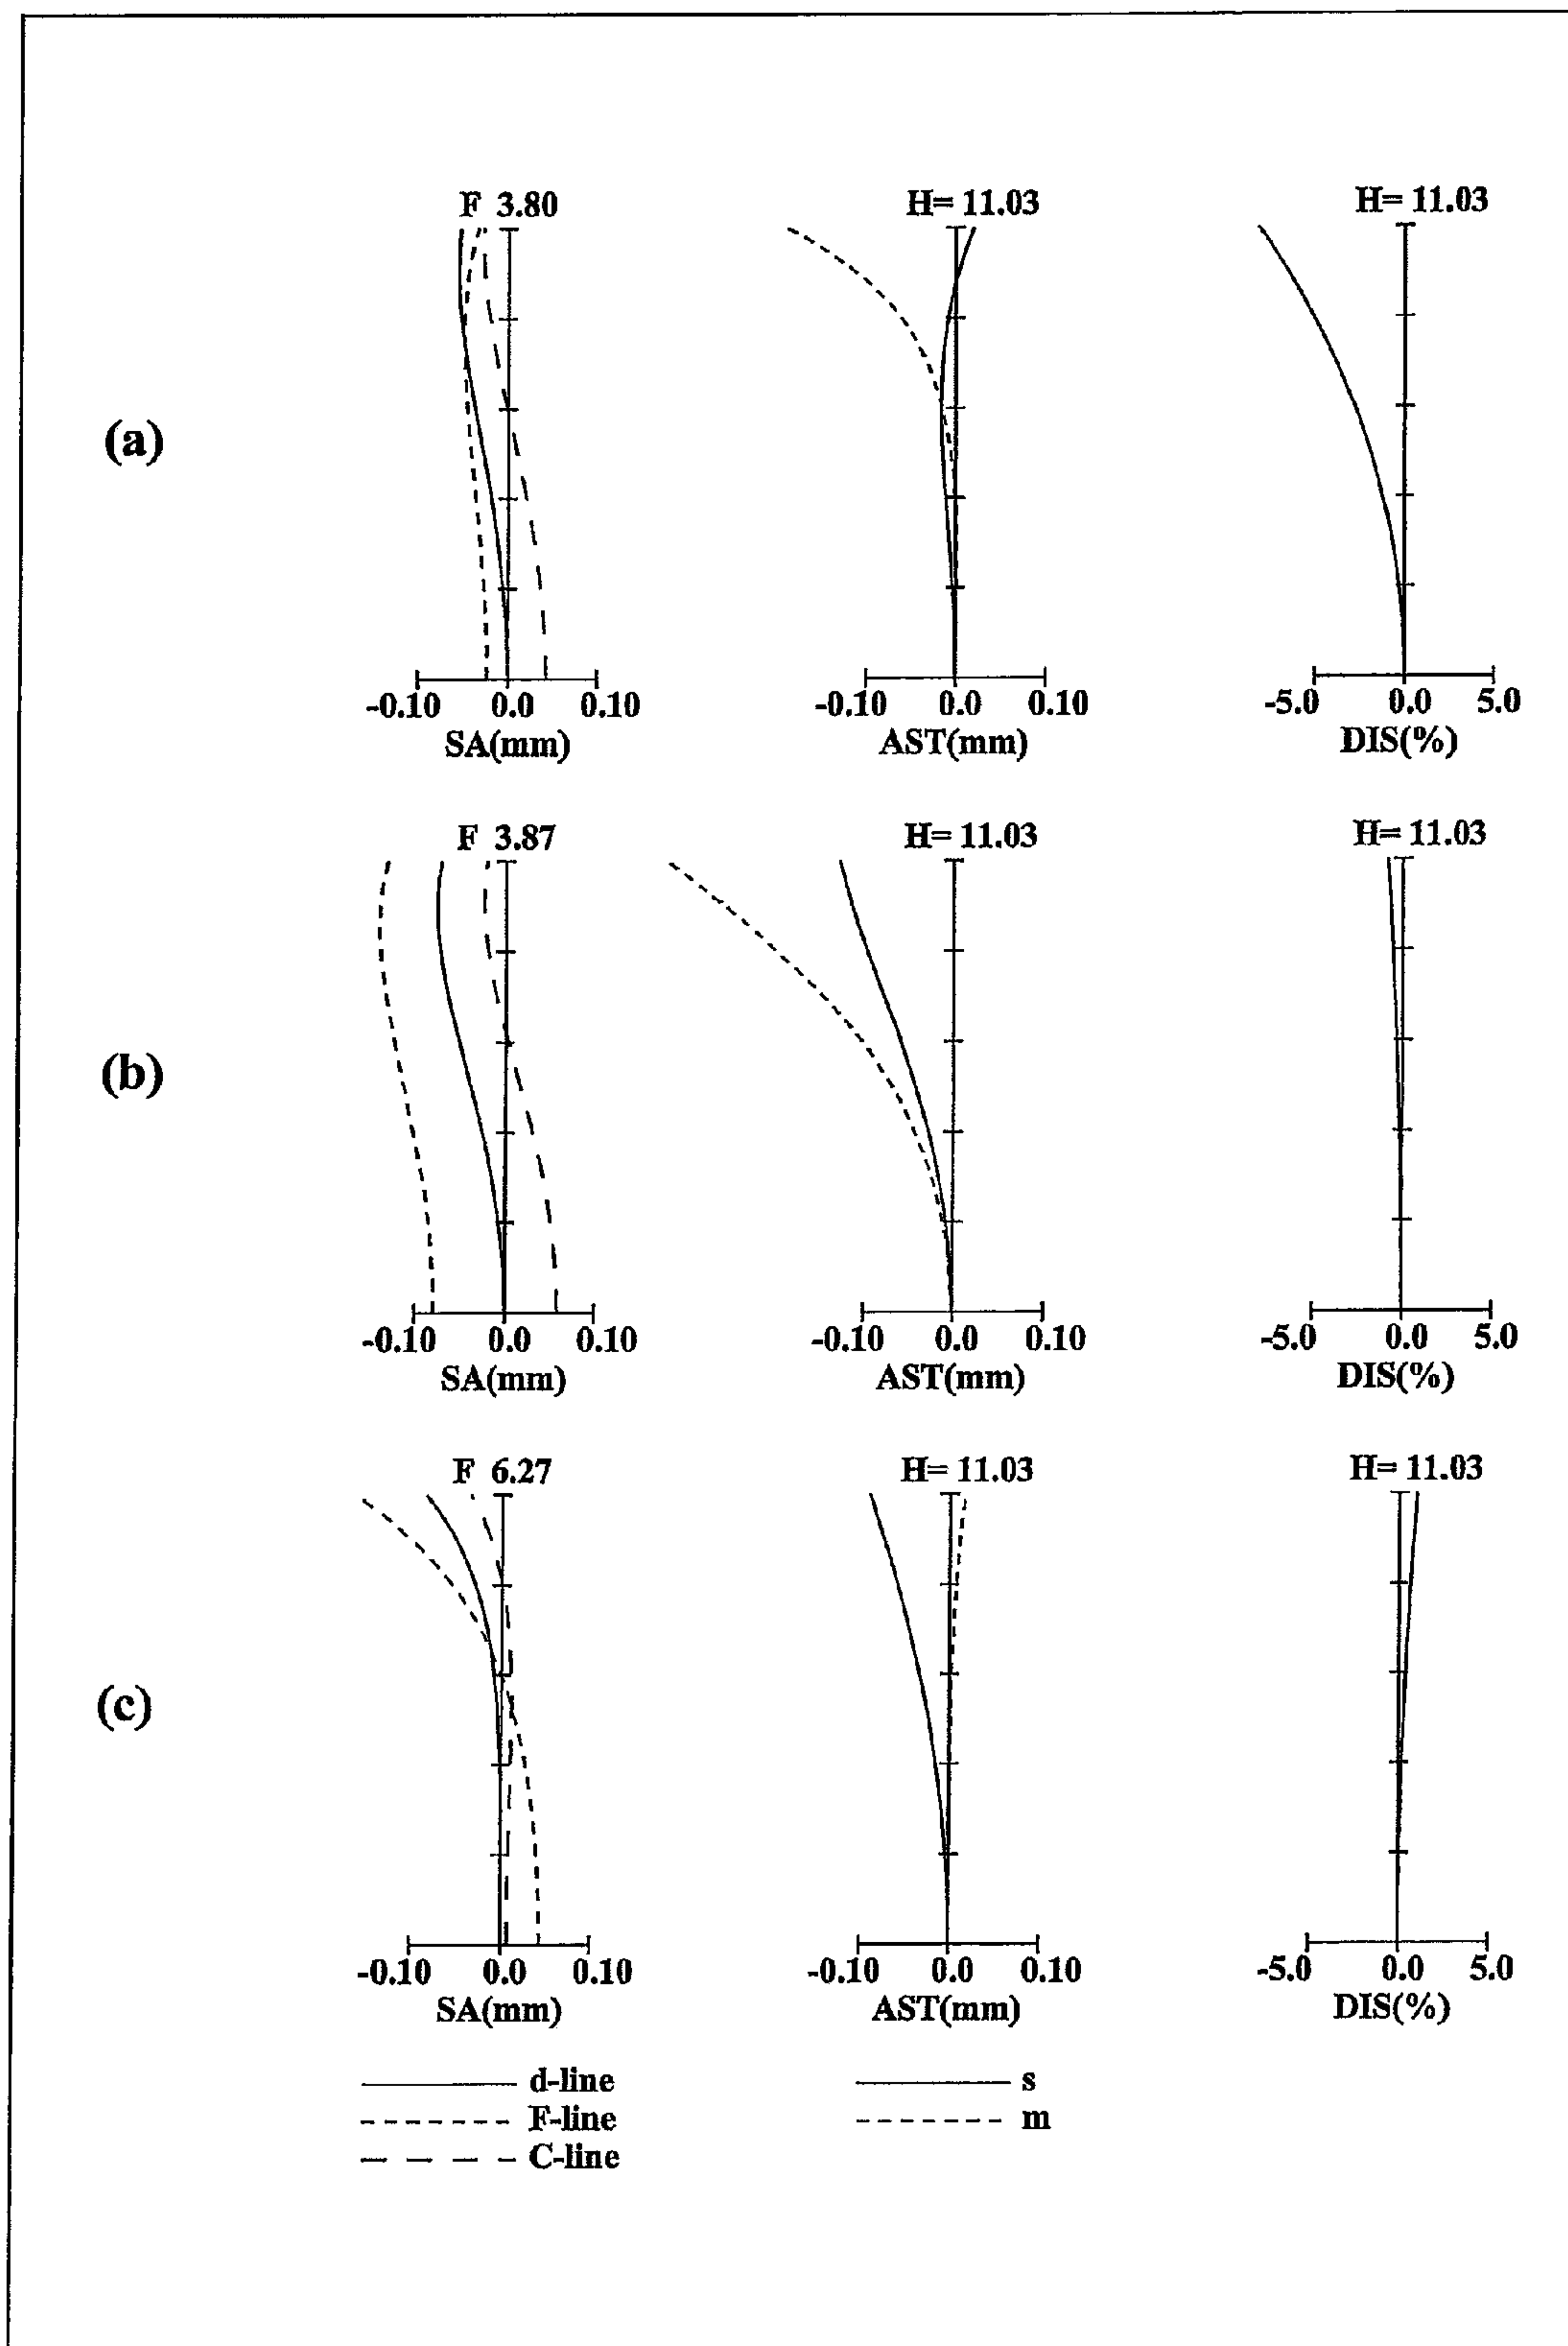 F 3.80 H= 11.03 H= 11.03
(a)
-0.10 0.0 0.10 -0.10 0.0 0.10 -5.0 0.0 5.0
SA(mm) AST(mm) DIS(%)
F 3.87 H= 11.03 H= 11.03
(b)
-0.10 0.0 0.10 -0.10 0.0 0.10 -5.0 0.0 5.0
SA(mm) AST(mm) DIS(%)
F 6.27 H= 11.03 H= 11.03
(c)
-0.10 0.0 0.10 -0.10 0.0 0.10 -5.0 0.0 5.0
SA(mm) AST(mm) DIS(%)
d-line s
F-line m
C-line